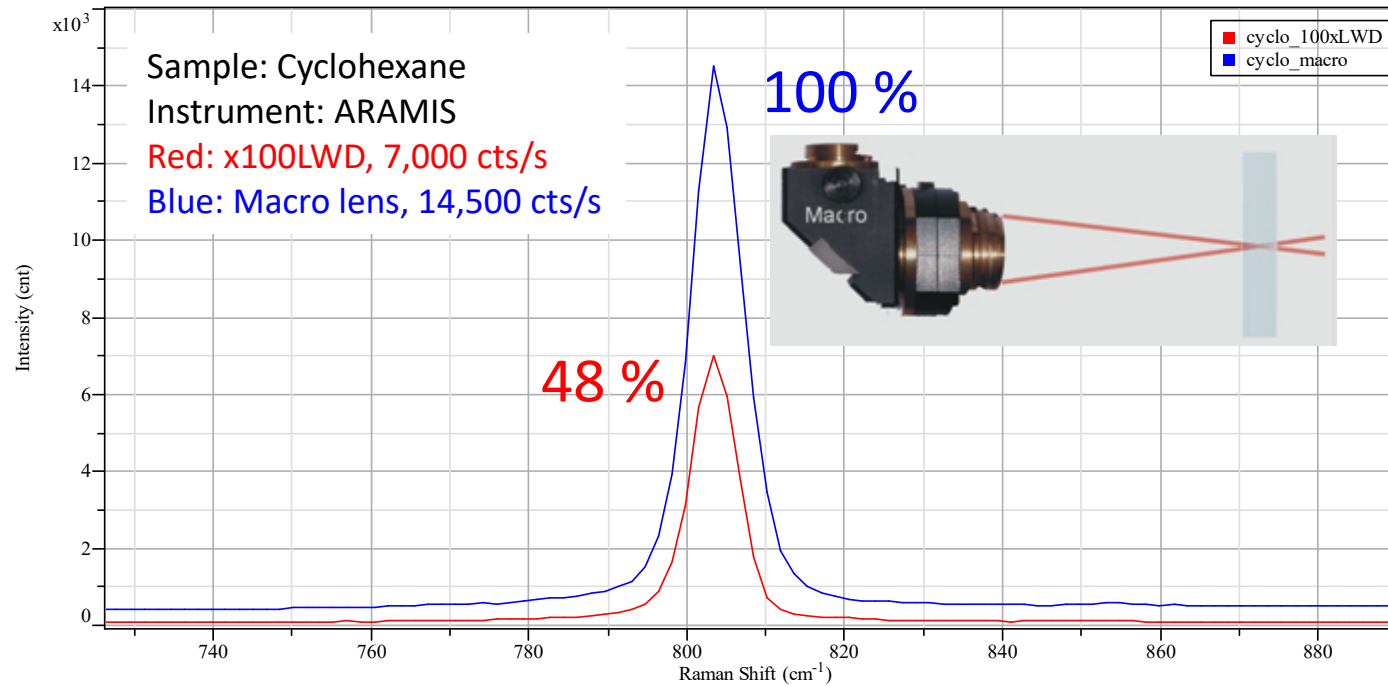 x10³
Sample: Cyclohexane
Instrument: ARAMIS
Red: x100LWD, 7,000 cts/s
Blue: Macro lens, 14,500 cts/s
100 %
cyclo_100xLWD
cyclo_macro
Macro
48 %
14
12
10
8
6
4
2
0
Intensity (cnt)
740 760 780 800 820 840 860 880
Raman Shift (cm⁻¹)